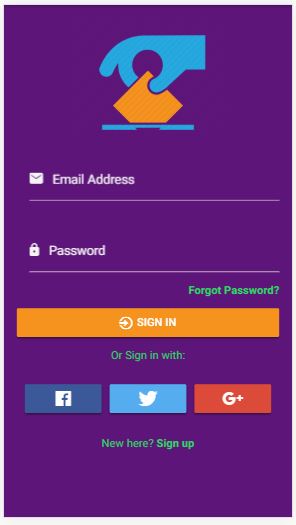 Email Address
Password
Forgot Password?
SIGN IN
Or Sign in with:
f
G+
New here? Sign up